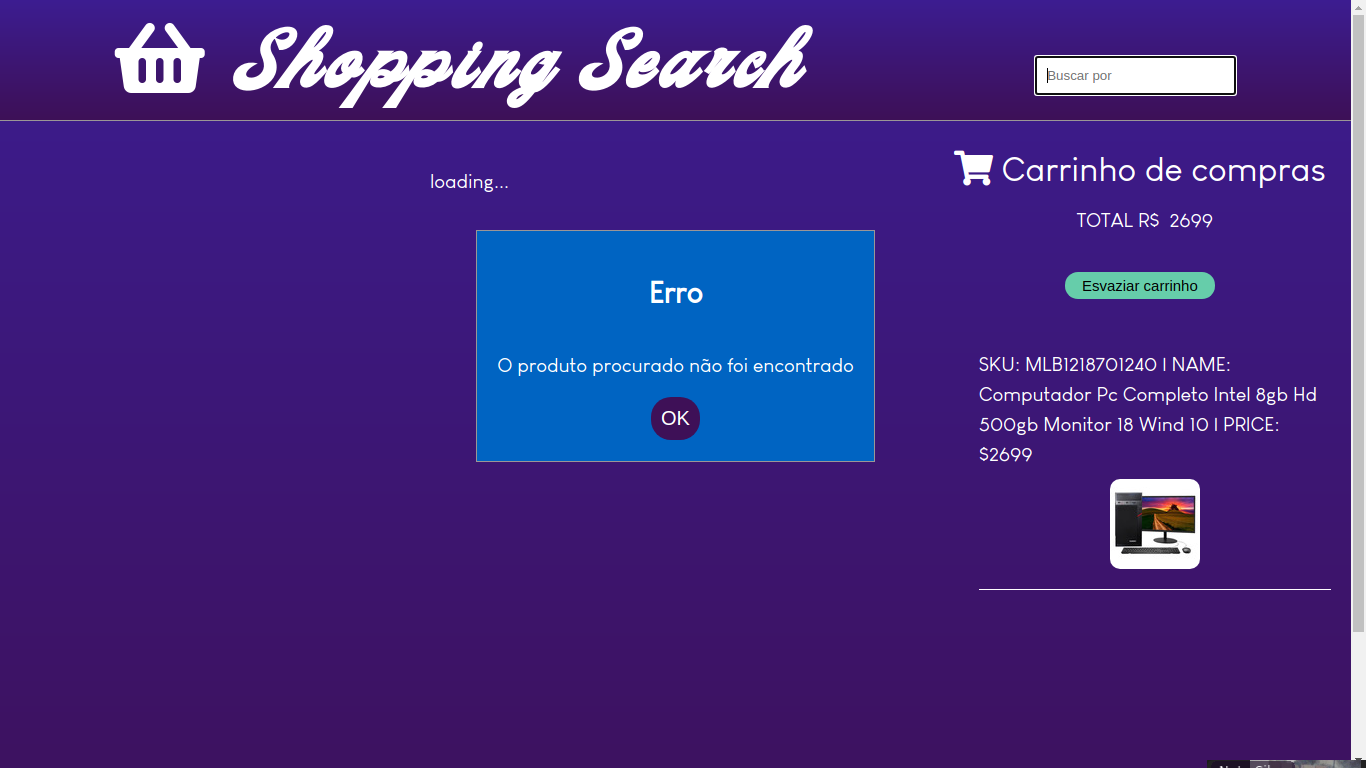 Shopping Search
Buscar por
loading...
Erro
O produto procurado não foi encontrado
OK
Carrinho de compras
TOTAL R$ 2699
Esvaziar carrinho
SKU: MLB1218701240 | NAME:
Computador Pc Completo Intel 8gb Hd
500gb Monitor 18 Wind 10 | PRICE:
$2699